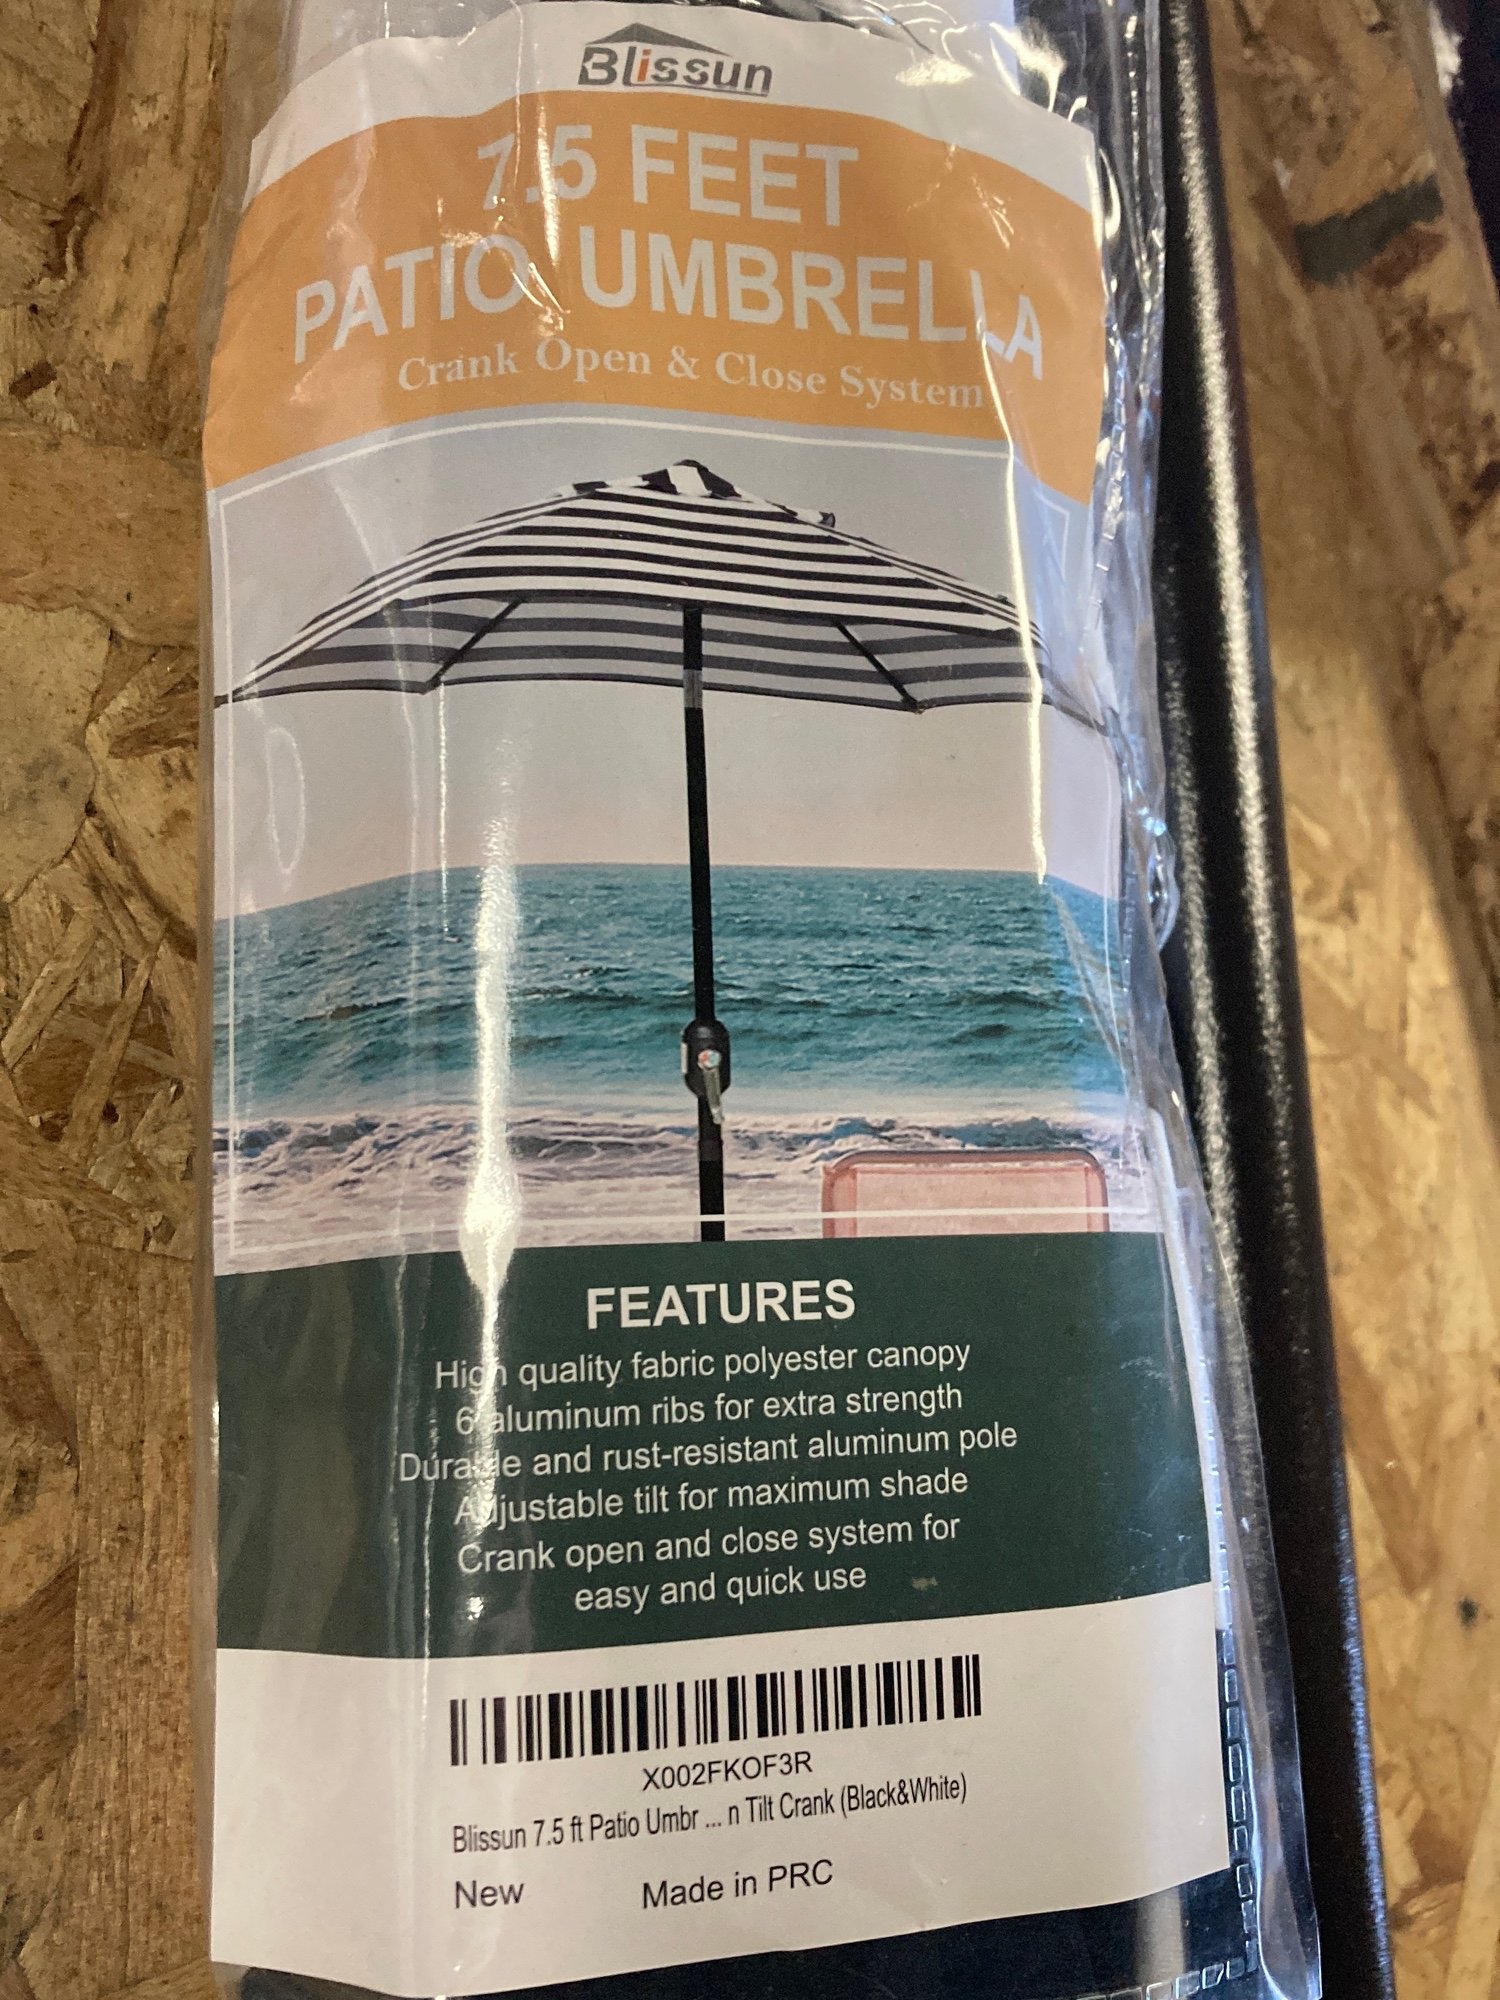 Blissun
7.5 FEET
PATIO UMBRELLA
Crank Open & Close System
FEATURES
High quality fabric polyester canopy
6 aluminum ribs for extra strength
Durable and rust-resistant aluminum pole
Adjustable tilt for maximum shade
Crank open and close system for
easy and quick use
X002FKOF3R
Blissun 7.5 ft Patio Umbr ... n Tilt Crank (Black&White)
New Made in PRC